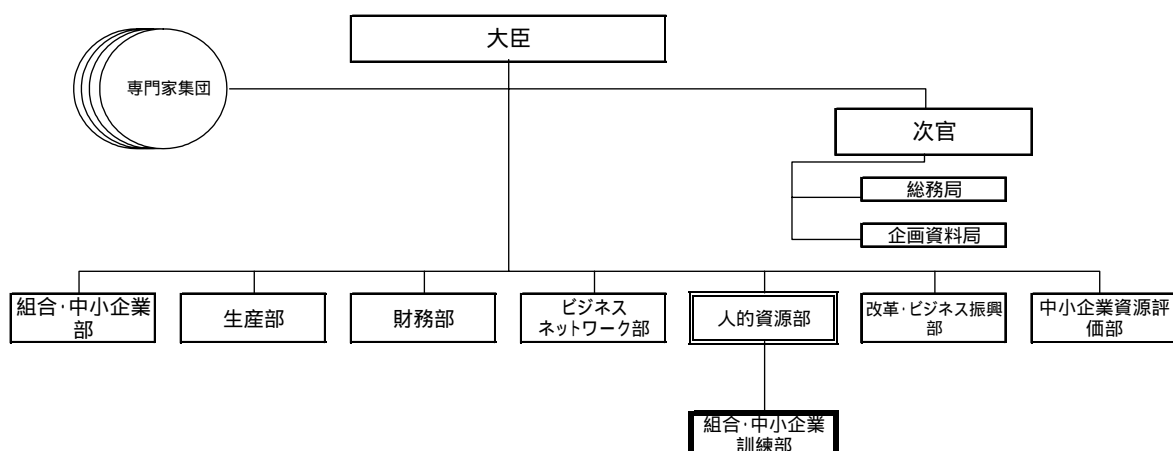 大臣
専門家集団
次官
総務局
企画資料局
組合·中小企業
部
生産部
財務部
ビジネス
ネットワーク部
人的資源部
改革·ビジネス振興
部
中小企業資源評
価部
組合·中小企業
訓練部